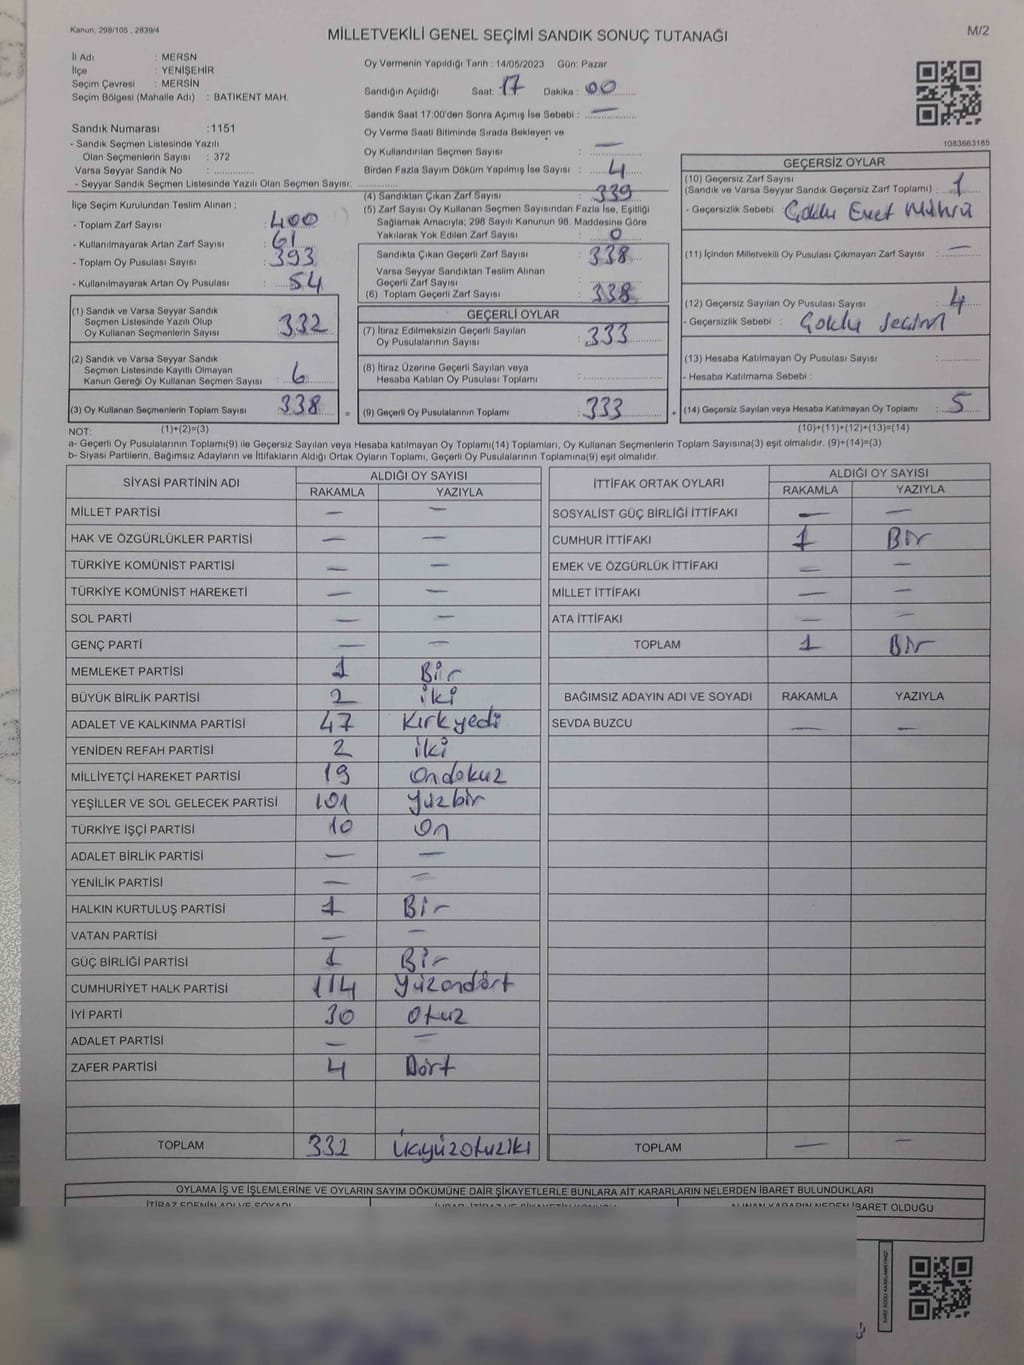 Kanun, 298/105 , 2839/4
MİLLETVEKİLİ GENEL SEÇİMİ SANDIK SONUÇ TUTANAĞI
M/2
İl Adı : MERSN
İlçe : YENİŞEHİR
Seçim Çevresi : MERSİN
Seçim Bölgesi (Mahalle Adı) : BATIKENT MAH.
Sandık Numarası :1151
- Sandık Seçmen Listesinde Yazılı
Olan Seçmenlerin Sayısı : 372
Varsa Seyyar Sandık No : ..............
- Seyyar Sandık Seçmen Listesinde Yazılı Olan Seçmen Sayısı: ..............
İlçe Seçim Kurulundan Teslim Alınan ;
- Toplam Zarf Sayısı : 400
- Kullanılmayarak Artan Zarf Sayısı : 61
- Toplam Oy Pusulası Sayısı : 393
- Kullanılmayarak Artan Oy Pusulası : 54
(1) Sandık ve Varsa Seyyar Sandık
Seçmen Listesinde Yazılı Olup
Oy Kullanan Seçmenlerin Sayısı : 332
(2) Sandık ve Varsa Seyyar Sandık
Seçmen Listesinde Kayıtlı Olmayan
Kanun Gereği Oy Kullanan Seçmen Sayısı : 6
(3) Oy Kullanan Seçmenlerin Toplam Sayısı : 338
Oy Vermenin Yapıldığı Tarih : 14/05/2023 Gün: Pazar
Sandığın Açıldığı Saat: 17 Dakika : 00
Sandık Saat 17:00'den Sonra Açımış İse Sebebi : —
Oy Verme Saati Bitiminde Sırada Bekleyen ve
Oy Kullandırılan Seçmen Sayısı : —
Birden Fazla Sayım Döküm Yapılmış İse Sayısı : 4
(4) Sandıktan Çıkan Zarf Sayısı : 339
(5) Zarf Sayısı Oy Kullanan Seçmen Sayısından Fazla İse, Eşitliği
Sağlamak Amacıyla; 298 Sayılı Kanunun 98. Maddesine Göre
Yakılarak Yok Edilen Zarf Sayısı : 0
Sandıkta Çıkan Geçerli Zarf Sayısı : 338
Varsa Seyyar Sandıktan Teslim Alınan
Geçerli Zarf Sayısı :
(6) Toplam Geçerli Zarf Sayısı : 338
GEÇERLİ OYLAR
(7) İtiraz Edilmeksizin Geçerli Sayılan
Oy Pusulalarının Sayısı : 333
(8) İtiraz Üzerine Geçerli Sayılan veya
Hesaba Katılan Oy Pusulası Toplamı : ..............
= (9) Geçerli Oy Pusulalarının Toplamı : 333 +
1083663185
GEÇERSİZ OYLAR
(10) Geçersiz Zarf Sayısı
(Sandık ve Varsa Seyyar Sandık Geçersiz Zarf Toplamı) : 1
- Geçersizlik Sebebi : Çoklu Evet Mührü
(11) İçinden Milletvekili Oy Pusulası Çıkmayan Zarf Sayısı : —
(12) Geçersiz Sayılan Oy Pusulası Sayısı : 4
- Geçersizlik Sebebi : Çoklu seçim
(13) Hesaba Katılmayan Oy Pusulası Sayısı : ..............
- Hesaba Katılmama Sebebi :
(14) Geçersiz Sayılan veya Hesaba Katılmayan Oy Toplamı : 5
NOT: (1)+(2)=(3) (10)+(11)+(12)+(13)=(14)
a- Geçerli Oy Pusulalarının Toplamı(9) ile Geçersiz Sayılan veya Hesaba katılmayan Oy Toplamı(14) Toplamları, Oy Kullanan Seçmenlerin Toplam Sayısına(3) eşit olmalıdır. (9)+(14)=(3)
b- Siyasi Partilerin, Bağımsız Adayların ve İttifakların Aldığı Ortak Oyların Toplamı, Geçerli Oy Pusulalarının Toplamına(9) eşit olmalıdır.
SİYASİ PARTİNİN ADI ALDIĞI OY SAYISI
RAKAMLA YAZIYLA
MİLLET PARTİSİ — —
HAK VE ÖZGÜRLÜKLER PARTİSİ — —
TÜRKİYE KOMÜNİST PARTİSİ — —
TÜRKİYE KOMÜNİST HAREKETİ — —
SOL PARTİ — —
GENÇ PARTİ — —
MEMLEKET PARTİSİ 1 Bir
BÜYÜK BİRLİK PARTİSİ 2 iki
ADALET VE KALKINMA PARTİSİ 47 Kırkyedi
YENİDEN REFAH PARTİSİ 2 iki
MİLLİYETÇİ HAREKET PARTİSİ 19 Ondokuz
YEŞİLLER VE SOL GELECEK PARTİSİ 101 Yüzbir
TÜRKİYE İŞÇİ PARTİSİ 10 On
ADALET BİRLİK PARTİSİ — —
YENİLİK PARTİSİ — —
HALKIN KURTULUŞ PARTİSİ 1 Bir
VATAN PARTİSİ — —
GÜÇ BİRLİĞİ PARTİSİ 1 Bir
CUMHURİYET HALK PARTİSİ 114 Yüzondört
İYİ PARTİ 30 Otuz
ADALET PARTİSİ — —
ZAFER PARTİSİ 4 Dört
TOPLAM 332 Üçyüzotuziki
İTTİFAK ORTAK OYLARI ALDIĞI OY SAYISI
RAKAMLA YAZIYLA
SOSYALİST GÜÇ BİRLİĞİ İTTİFAKI — —
CUMHUR İTTİFAKI 1 Bir
EMEK VE ÖZGÜRLÜK İTTİFAKI — —
MİLLET İTTİFAKI — —
ATA İTTİFAKI — —
TOPLAM 1 Bir
BAĞIMSIZ ADAYIN ADI VE SOYADI RAKAMLA YAZIYLA
SEVDA BUZCU — —
TOPLAM — —
OYLAMA İŞ VE İŞLEMLERİNE VE OYLARIN SAYIM DÖKÜMÜNE DAİR ŞİKAYETLERLE BUNLARA AİT KARARLARIN NELERDEN İBARET BULUNDUKLARI
İTİRAZ EDENİN ADI VE SOYADI
ALINAN KARARIN NEDEN İBARET OLDUĞU